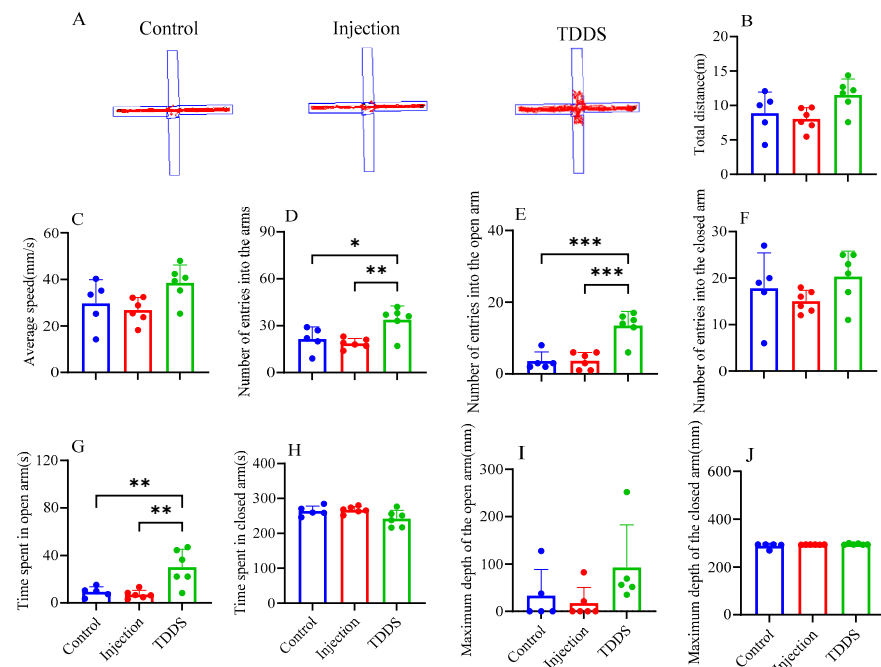 A
Control
Injection
TDDS
B
Total distance(m)
20
15
10
5
0
C
Average speed(mm/s)
60
40
20
0
D
Number of entries into the arms
90
60
30
0
*
**
E
Number of entries into the open arm
40
20
0
***
***
F
Number of entries into the closed arm
30
20
10
0
G
Time spent in open arm(s)
120
80
40
0
**
**
Control
Injection
TDDS
H
Time spent in closed arm(s)
400
300
200
100
0
Control
Injection
TDDS
I
Maximum depth of the open arm(mm)
300
200
100
0
Control
Injection
TDDS
J
Maximum depth of the closed arm(mm)
600
400
200
0
Control
Injection
TDDS